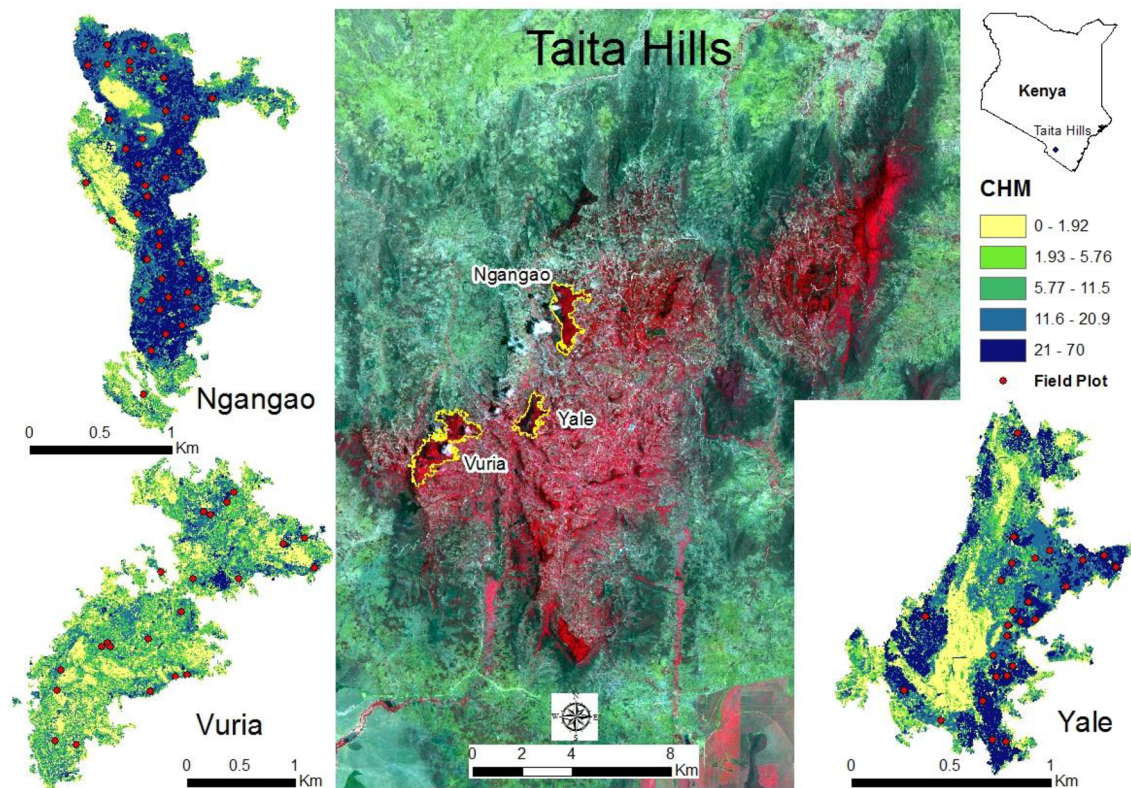 Taita Hills
Kenya
Taita Hills
CHM
0 - 1.92
1.93 - 5.76
5.77 - 11.5
11.6 - 20.9
21 - 70
Field Plot
Ngangao
0 0.5 1
Km
Ngangao
Yale
Vuria
Vuria
0 0.5 1
Km
N
W E
S
0 2 4 8
Km
Yale
0 0.5 1
Km